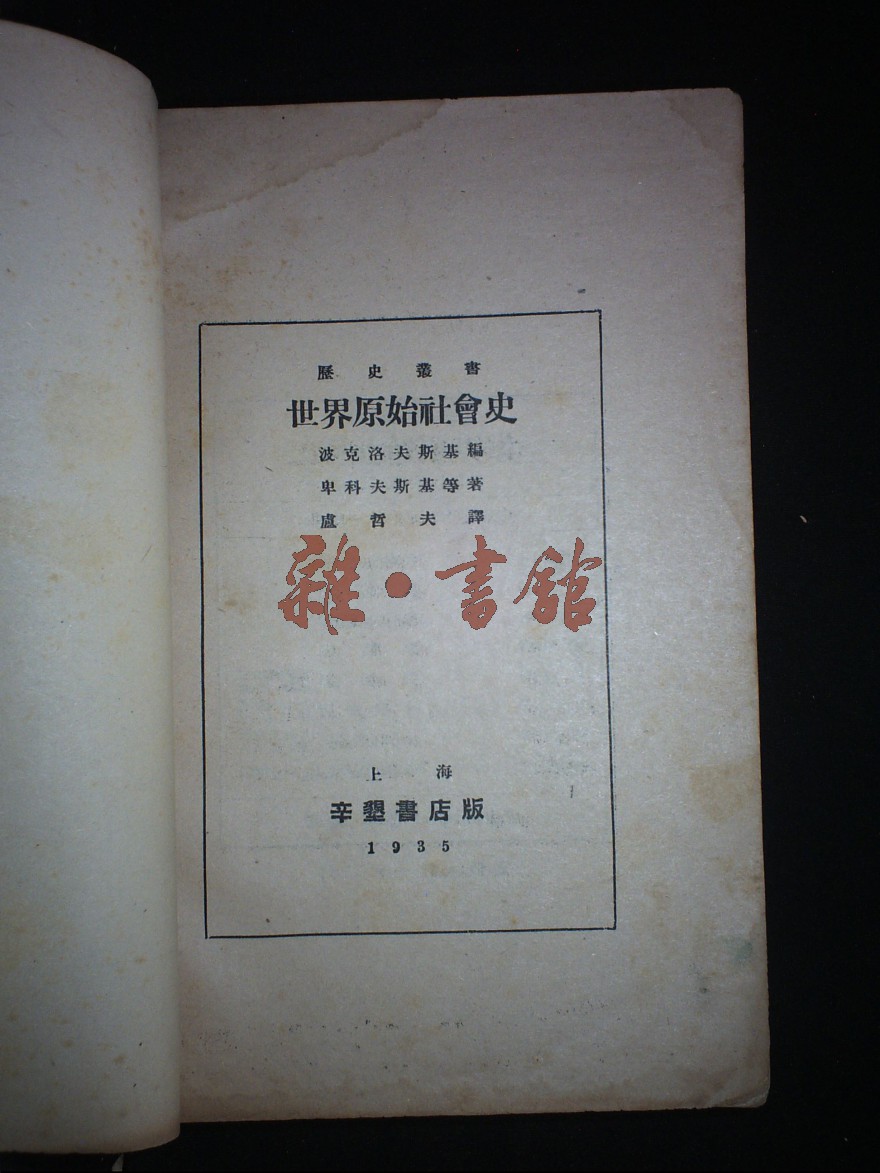 歷史叢書
世界原始社會史
波克洛夫斯基編
卑科夫斯基等著
盧哲夫譯
雜·書館
上海
辛墾書店版
1935